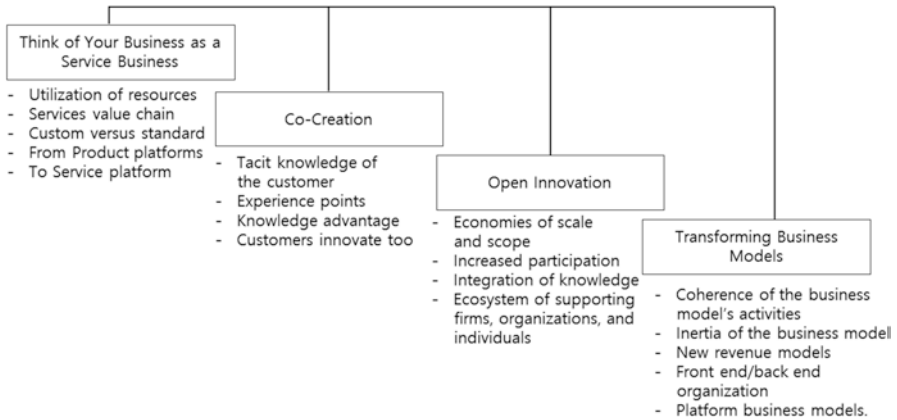 Think of Your Business as a
Service Business
- Utilization of resources
- Services value chain
- Custom versus standard
- From Product platforms
- To Service platform
Co-Creation
- Tacit knowledge of
the customer
- Experience points
- Knowledge advantage
- Customers innovate too
Open Innovation
- Economies of scale
and scope
- Increased participation
- Integration of knowledge
- Ecosystem of supporting
firms, organizations, and
individuals
Transforming Business
Models
- Coherence of the business
model's activities
- Inertia of the business model
- New revenue models
- Front end/back end
organization
- Platform business models.